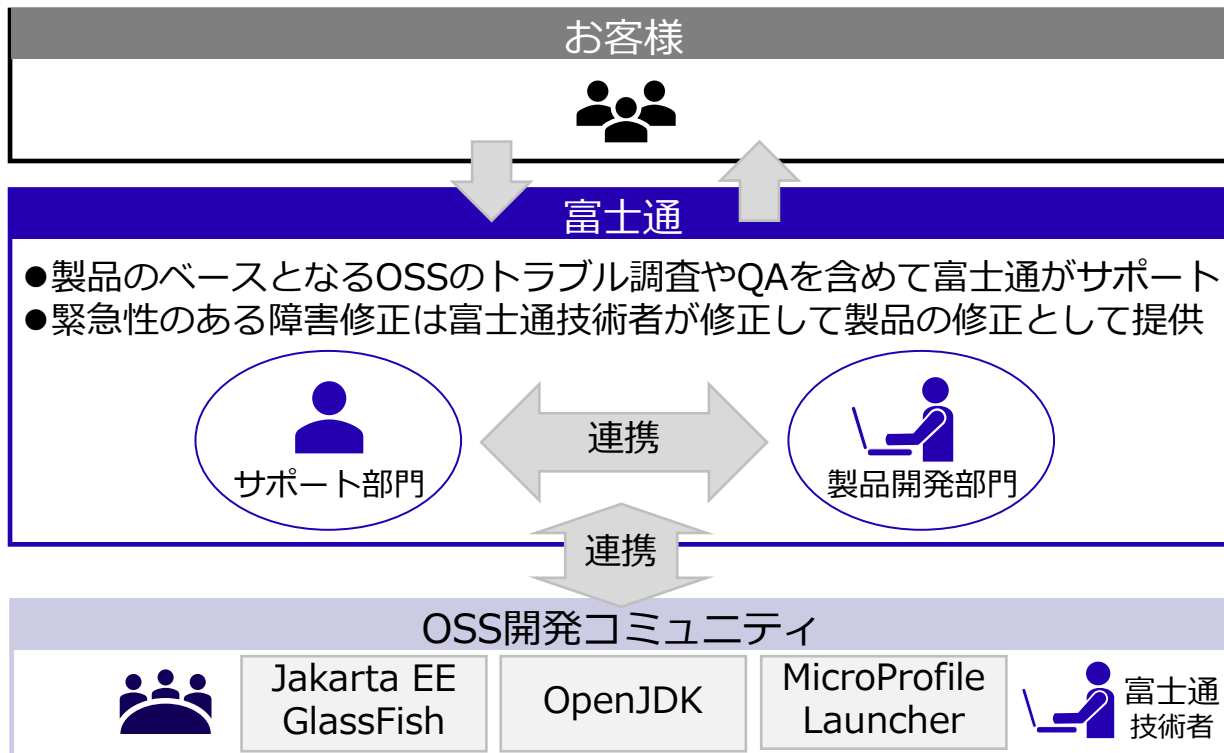 お客様
富士通
●製品のベースとなるOSSのトラブル調査やQAを含めて富士通がサポート
●緊急性のある障害修正は富士通技術者が修正して製品の修正として提供
連携
サポート部門
製品開発部門
連携
OSS開発コミュニティ
Jakarta EE
GlassFish
OpenJDK
MicroProfile
Launcher
富士通
技術者